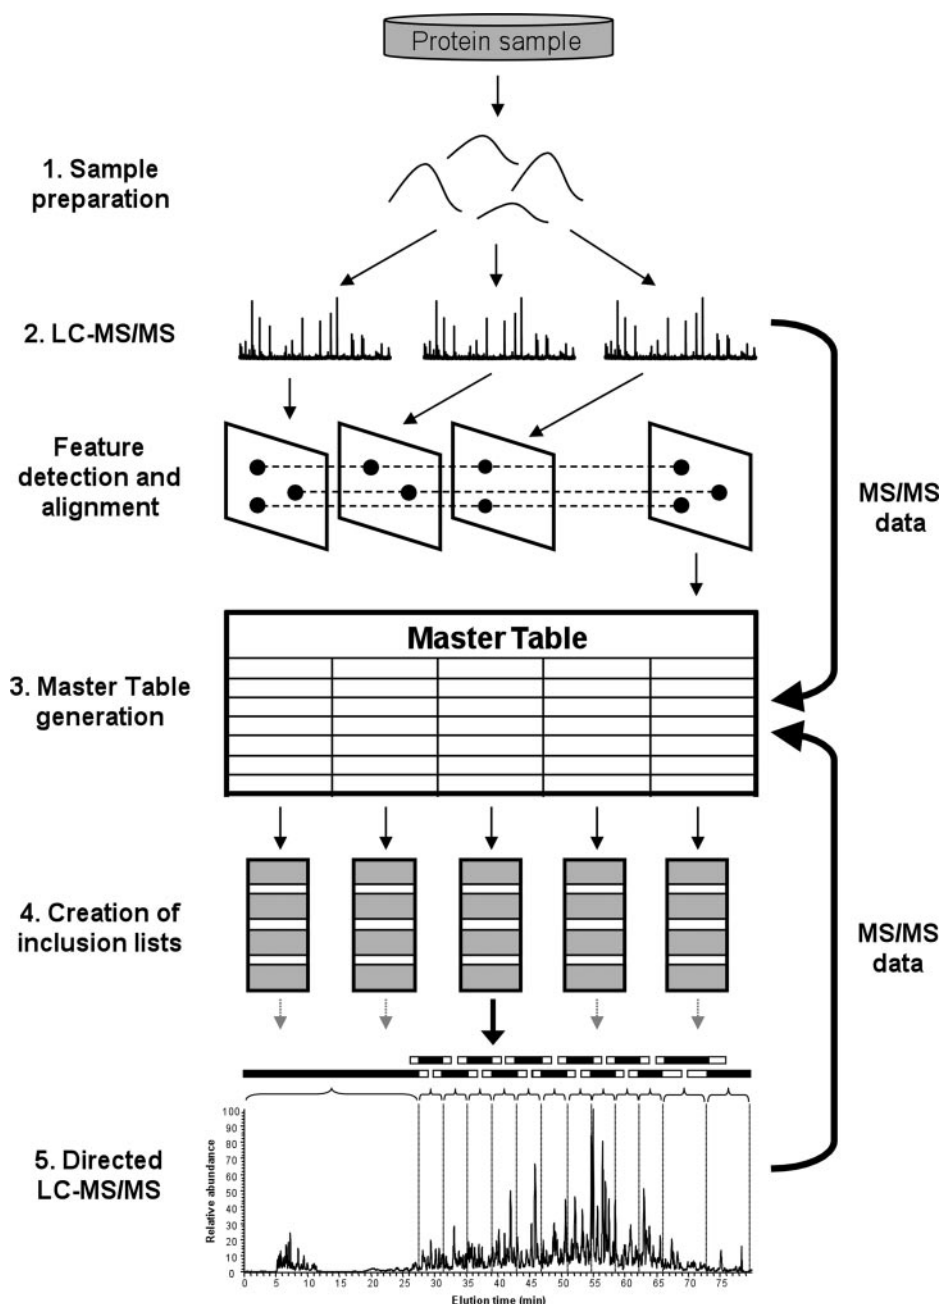 Protein sample
1. Sample
preparation
2. LC-MS/MS
Feature
detection and
alignment
MS/MS
data
Master Table
3. Master Table
generation
4. Creation of
inclusion lists
MS/MS
data
5. Directed
LC-MS/MS
Relative abundance
100
90
80
70
60
50
40
30
20
10
0
0 5 10 15 20 25 30 35 40 45 50 55 60 65 70 75
Elution time (min)